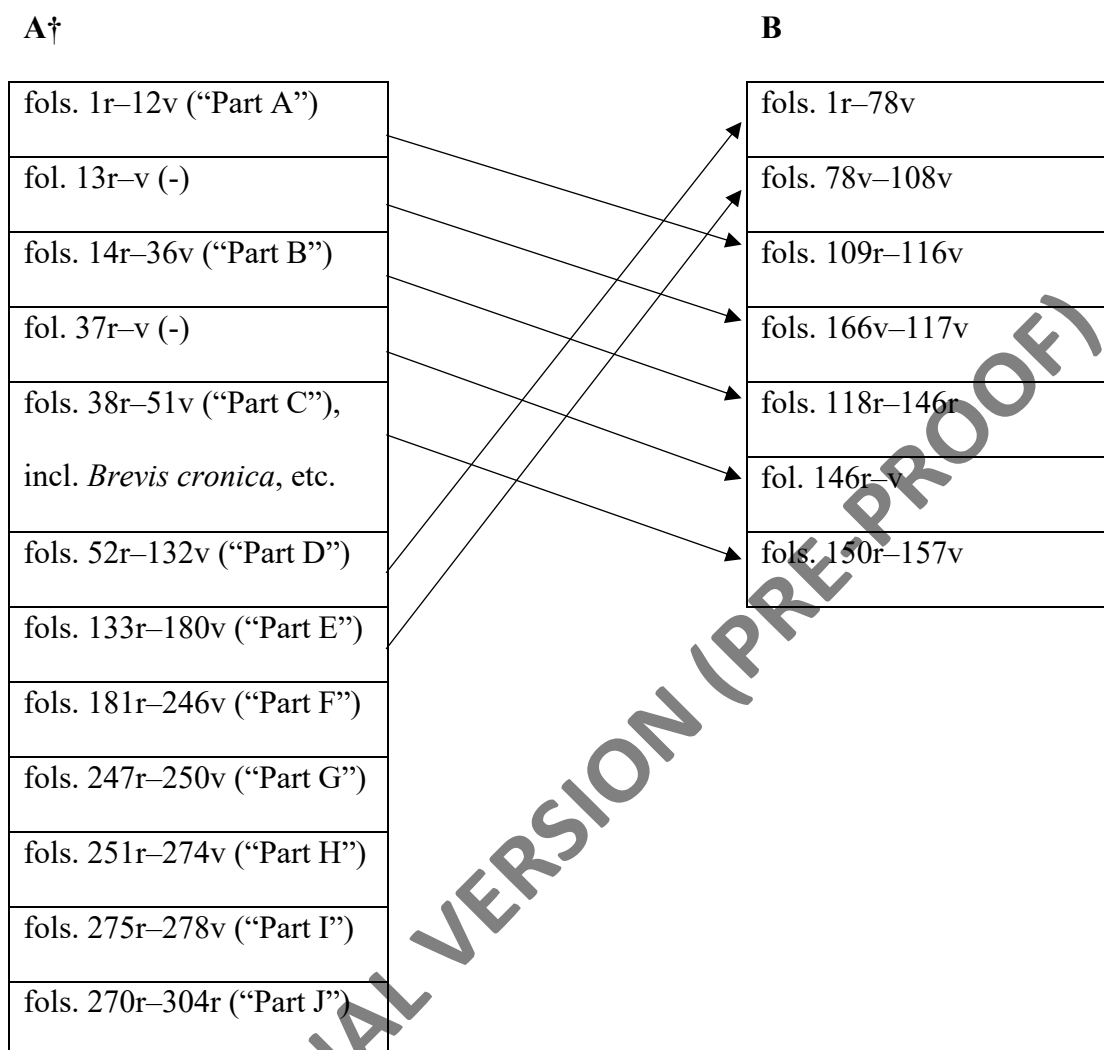 A†
fols. 1r–12v (“Part A”)
fol. 13r–v (-)
fols. 14r–36v (“Part B”)
fol. 37r–v (-)
fols. 38r–51v (“Part C”),
incl. Brevis cronica, etc.
fols. 52r–132v (“Part D”)
fols. 133r–180v (“Part E”)
fols. 181r–246v (“Part F”)
fols. 247r–250v (“Part G”)
fols. 251r–274v (“Part H”)
fols. 275r–278v (“Part I”)
fols. 270r–304r (“Part J”)
B
fols. 1r–78v
fols. 78v–108v
fols. 109r–116v
fols. 166v–117v
fols. 118r–146r
fol. 146r–v
fols. 150r–157v
VERSION (PRE-PROOF)